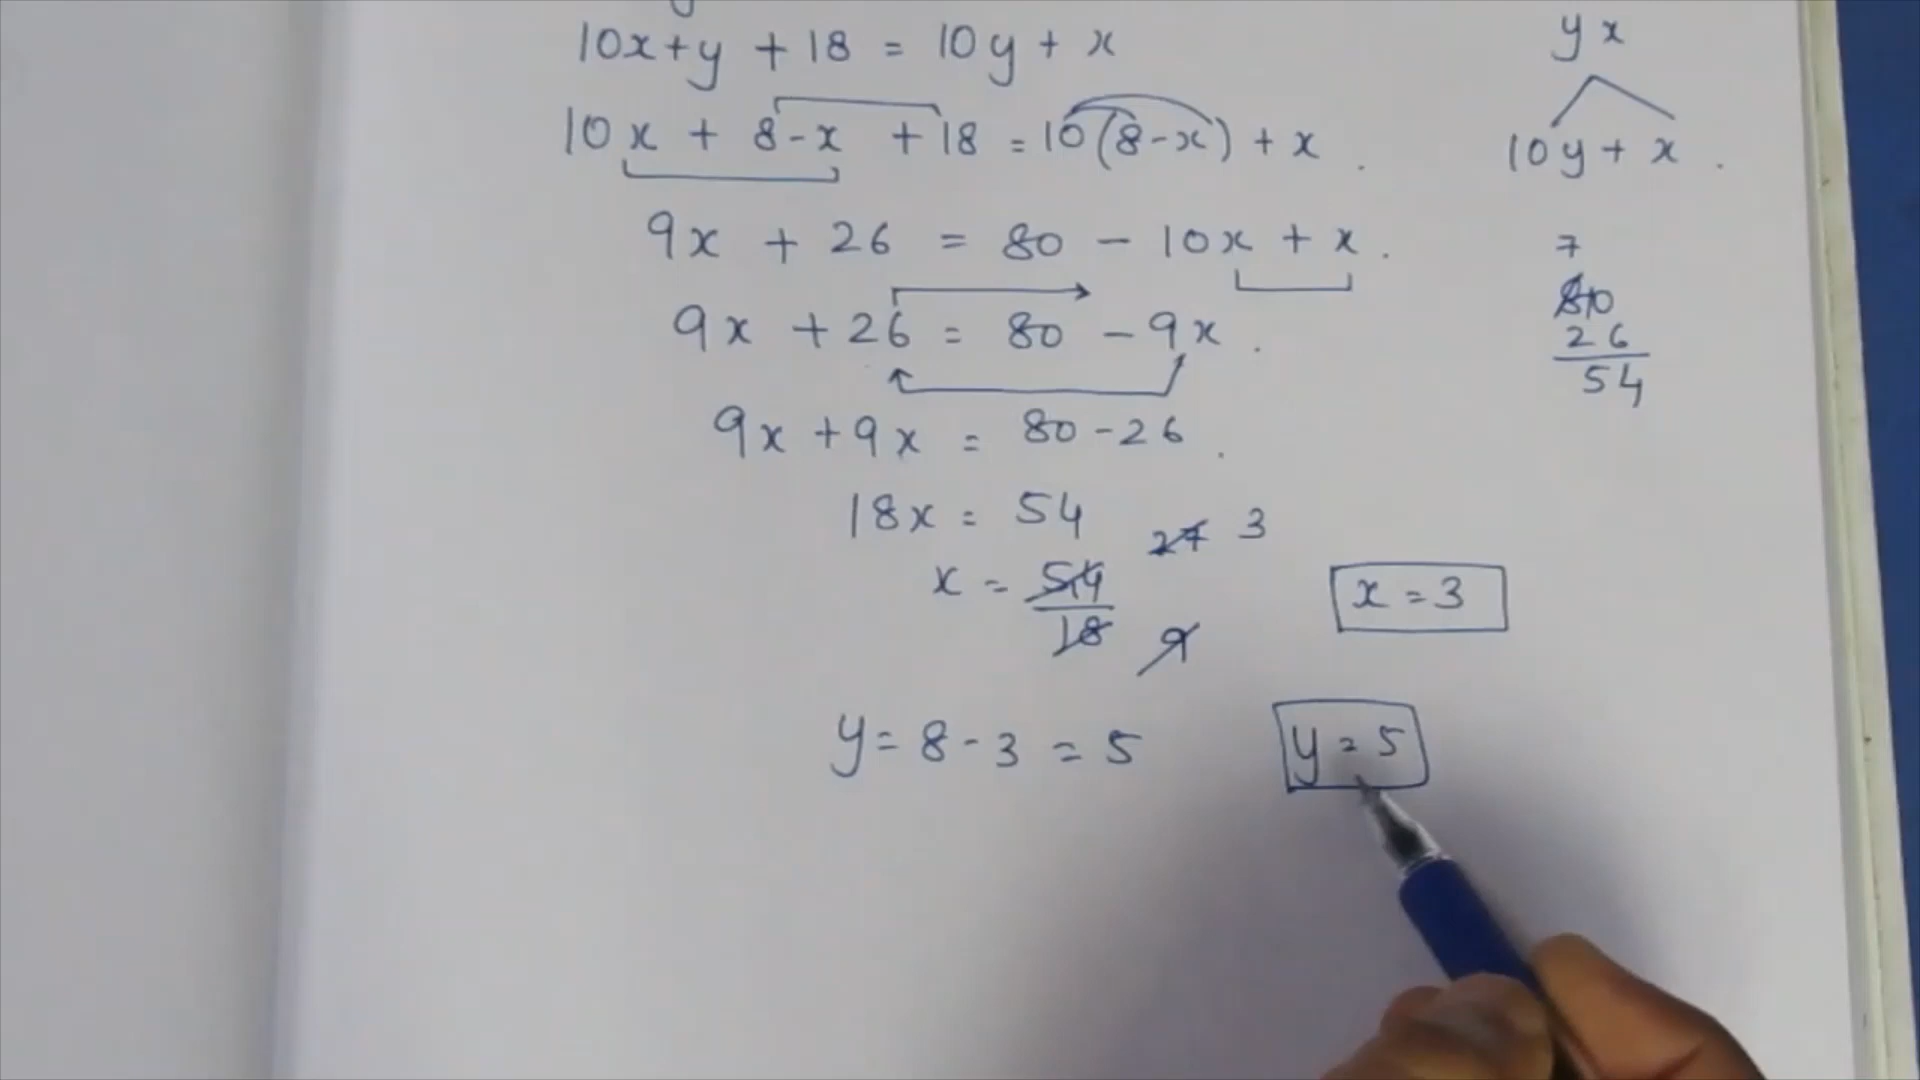 10x+y + 18 = 10y + x
10x + 8-x + 18 = 10(8-x) + x .
9x + 26 = 80 - 10x + x .
9x + 26 = 80 - 9x .
9x + 9x = 80 - 26 .
18x = 54
x = 54/18 27 3 9
x = 3
y = 8 - 3 = 5
y = 5
y x
10y + x .
7
80 10
26
54